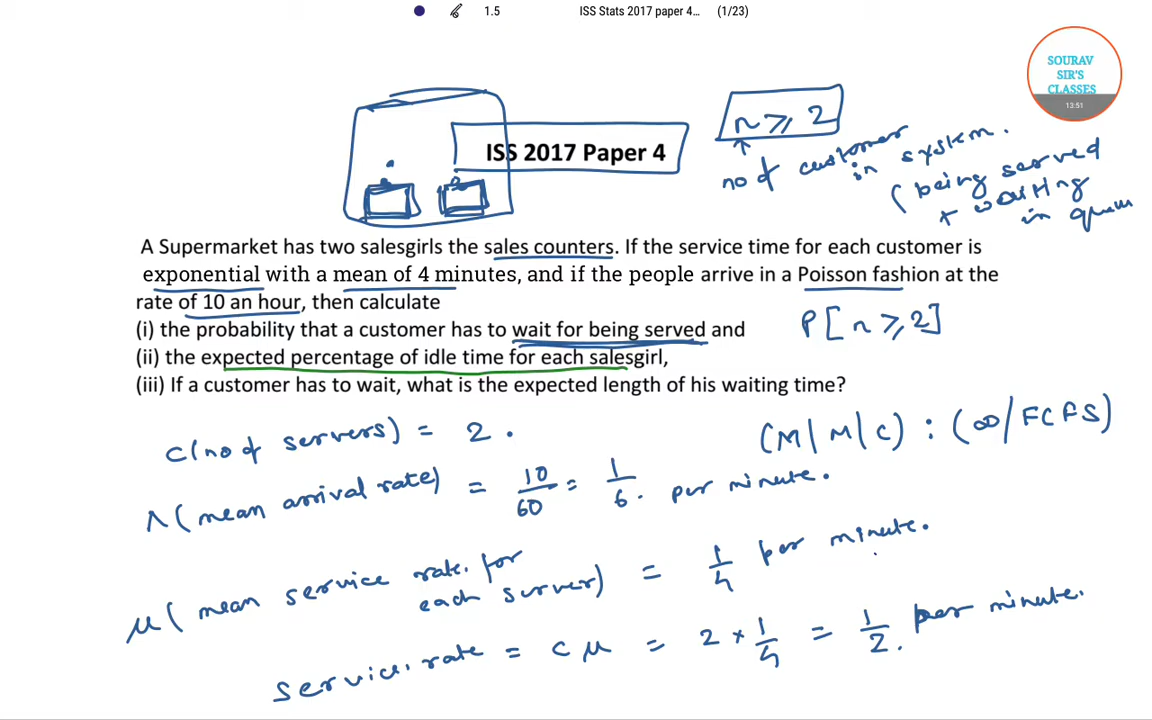 1.5 ISS Stats 2017 paper 4... (1/23)
SOURAV
SIR'S
CLASSES
13:51
n ≥ 2
ISS 2017 Paper 4
no of customer
in system.
(being served
+ waiting
in queue
A Supermarket has two salesgirls the sales counters. If the service time for each customer is
exponential with a mean of 4 minutes, and if the people arrive in a Poisson fashion at the
rate of 10 an hour, then calculate
(i) the probability that a customer has to wait for being served and
P[n ≥ 2]
(ii) the expected percentage of idle time for each salesgirl,
(iii) If a customer has to wait, what is the expected length of his waiting time?
c(no of servers) = 2.
(M|M|C) : (∞/FCFS)
λ(mean arrival rate) = 10/60 = 1/6. per minute.
μ(mean service rate for
each server) = 1/4 per minute.
service rate = cμ = 2 * 1/4 = 1/2. per minute.